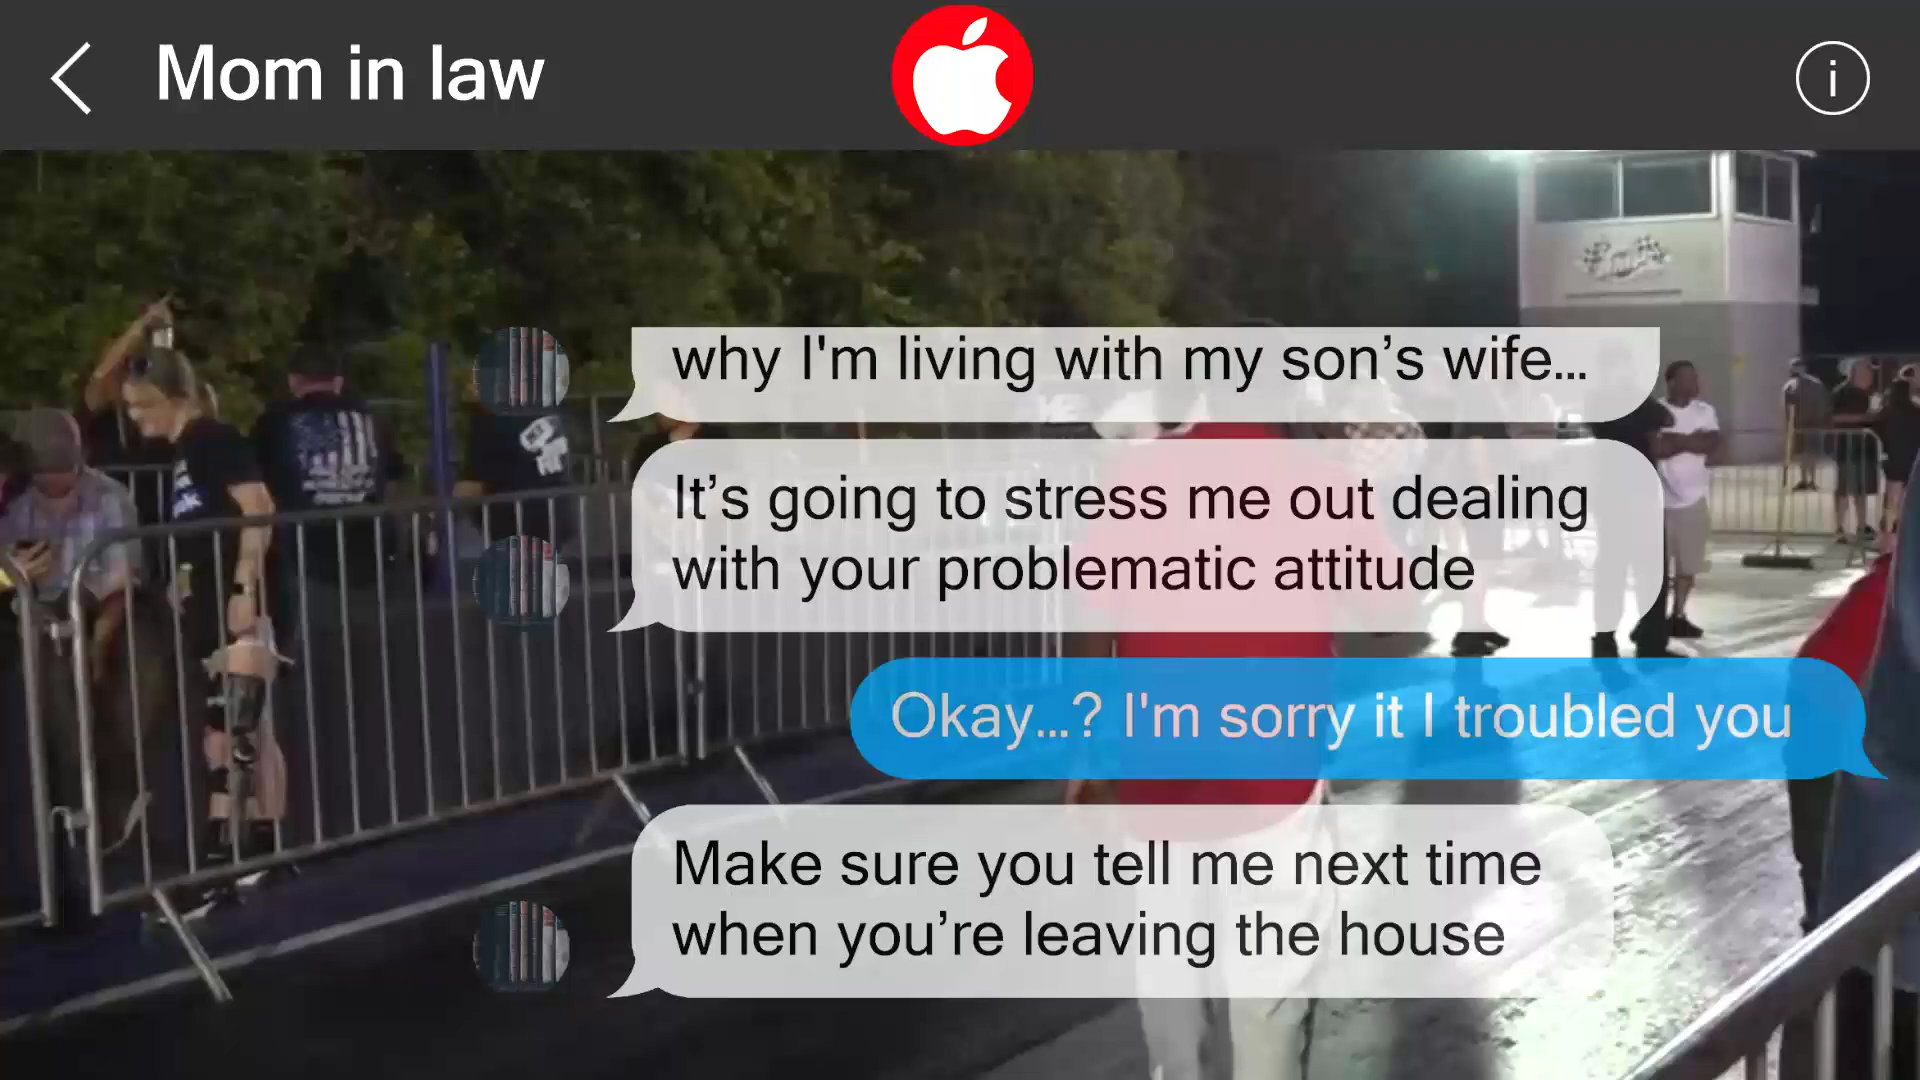 Mom in law
i
why I'm living with my son’s wife...
It’s going to stress me out dealing
with your problematic attitude
Okay...? I'm sorry it I troubled you
Make sure you tell me next time
when you’re leaving the house